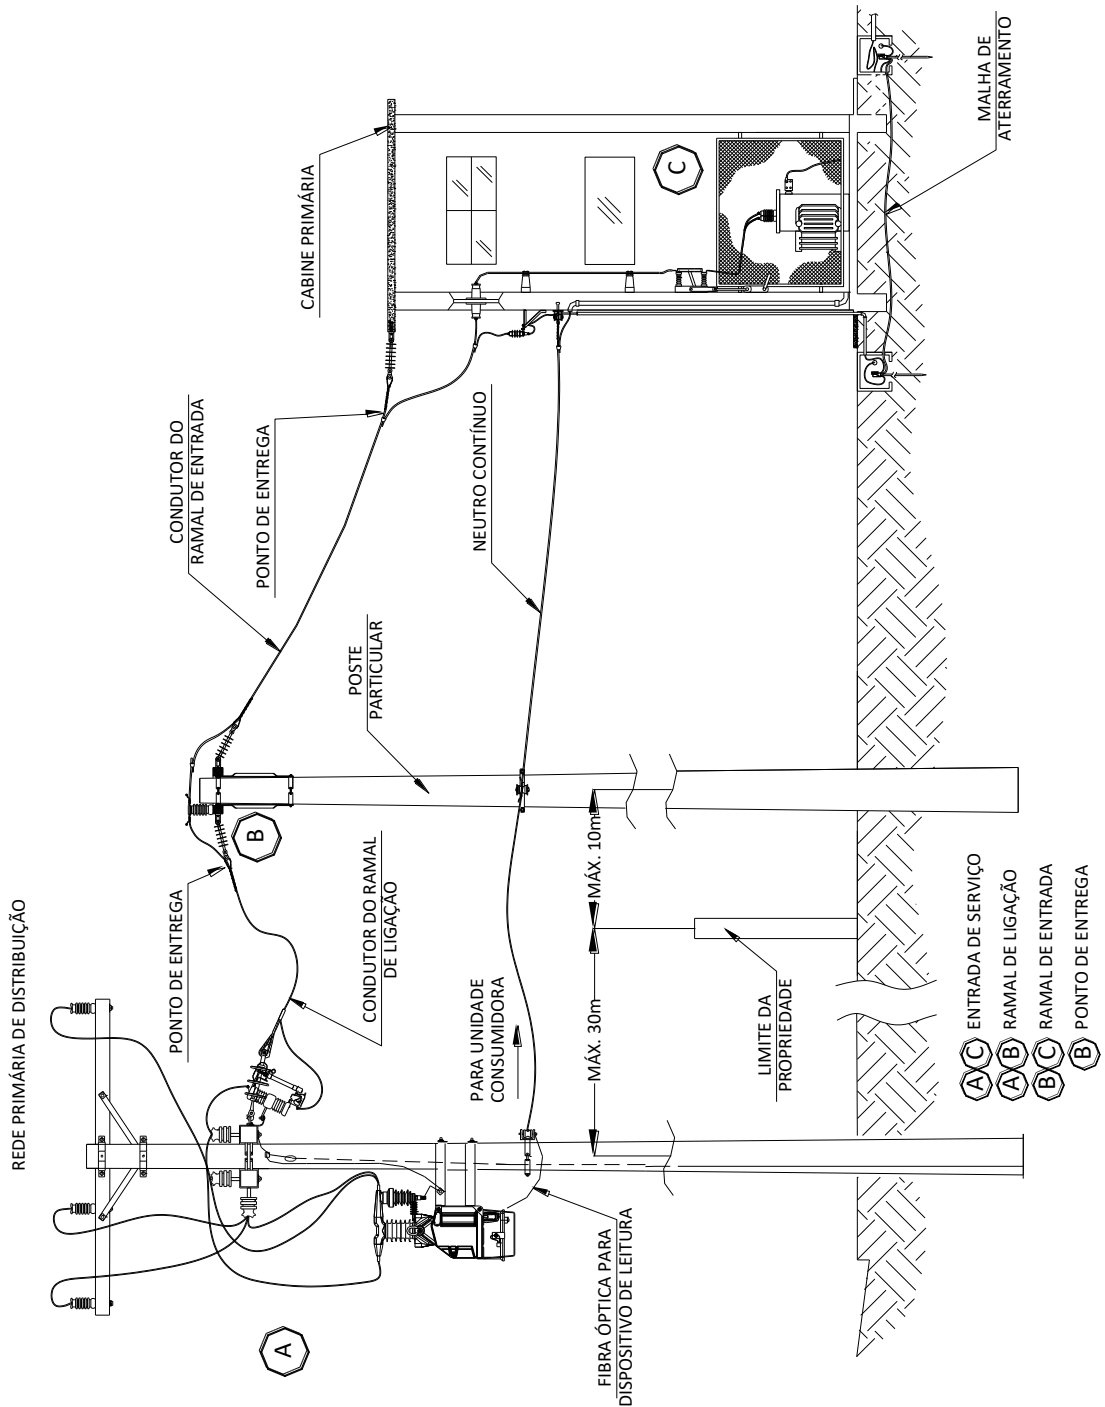 REDE PRIMÁRIA DE DISTRIBUIÇÃO
A
PONTO DE ENTREGA
B
CONDUTOR DO RAMAL
DE LIGAÇÃO
POSTE
PARTICULAR
CONDUTOR DO
RAMAL DE ENTRADA
PONTO DE ENTREGA
CABINE PRIMÁRIA
C
NEUTRO CONTÍNUO
PARA UNIDADE
CONSUMIDORA
FIBRA ÓPTICA PARA
DISPOSITIVO DE LEITURA
MÁX. 30m
MÁX. 10m
LIMITE DA
PROPRIEDADE
MALHA DE
ATERRAMENTO
A C ENTRADA DE SERVIÇO
A B RAMAL DE LIGAÇÃO
B C RAMAL DE ENTRADA
B PONTO DE ENTREGA